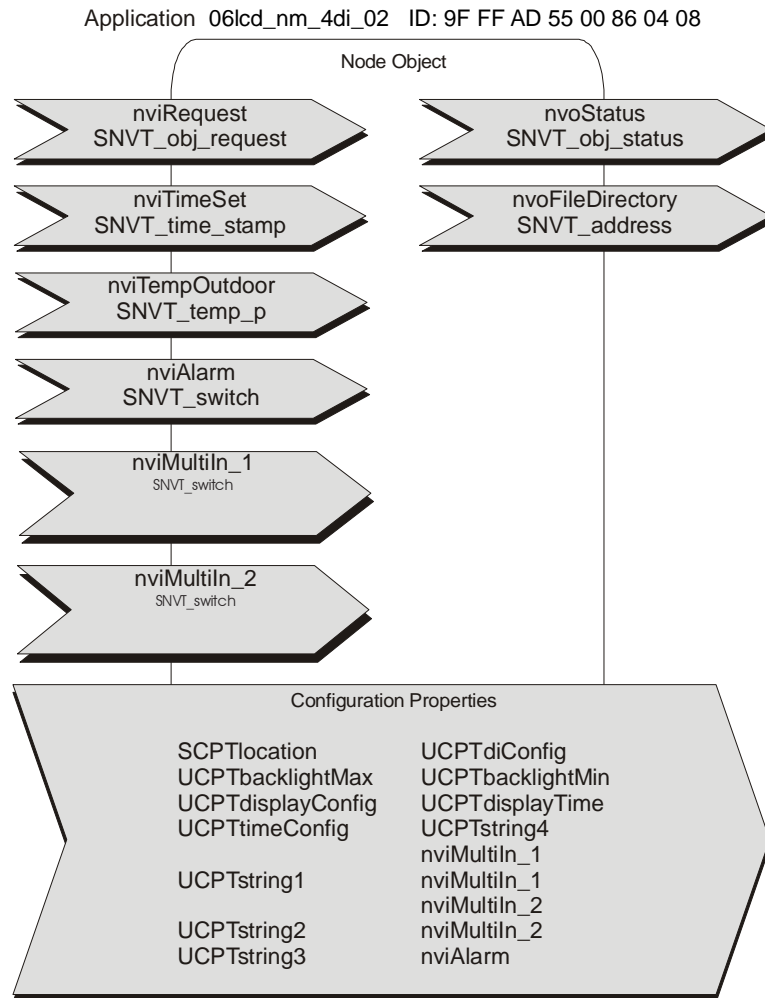 Application 06lcd_nm_4di_02 ID: 9F FF AD 55 00 86 04 08
Node Object
nviRequest
SNVT_obj_request
nvoStatus
SNVT_obj_status
nviTimeSet
SNVT_time_stamp
nvoFileDirectory
SNVT_address
nviTempOutdoor
SNVT_temp_p
nviAlarm
SNVT_switch
nviMultiIn_1
SNVT_switch
nviMultiIn_2
SNVT_switch
Configuration Properties
SCPTlocation UCPTdiConfig
UCPTbacklightMax UCPTbacklightMin
UCPTdisplayConfig UCPTdisplayTime
UCPTtimeConfig UCPTstring4
nviMultiIn_1
UCPTstring1 nviMultiIn_1
nviMultiIn_2
UCPTstring2 nviMultiIn_2
UCPTstring3 nviAlarm